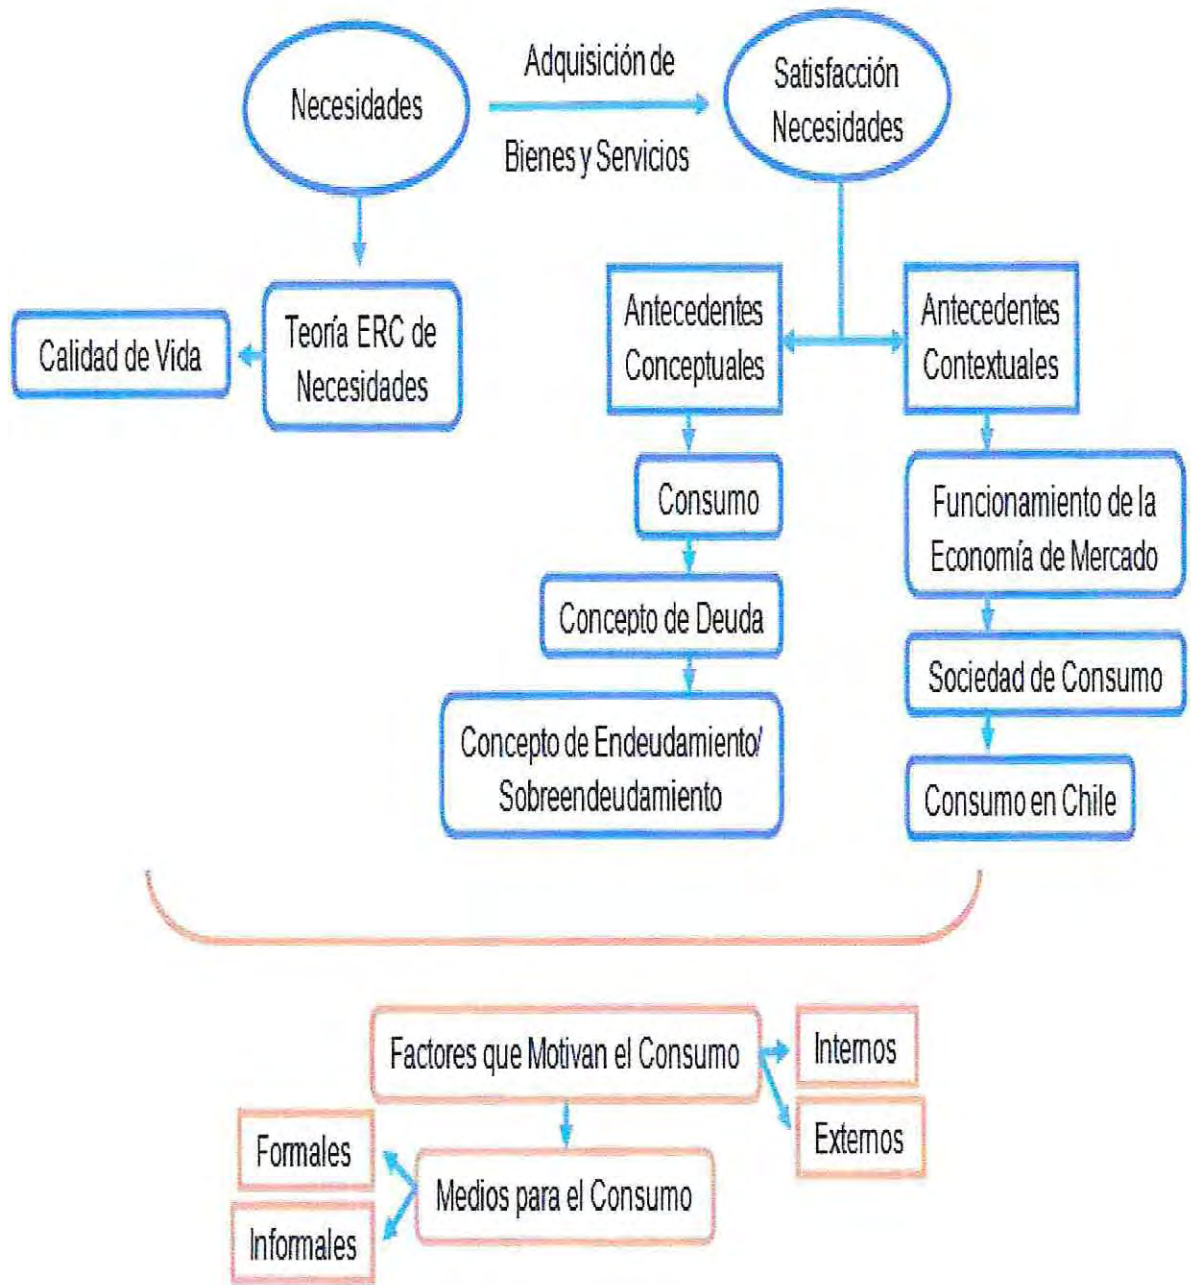 Necesidades
Adquisición de
Bienes y Servicios
Satisfacción
Necesidades
Calidad de Vida
Teoría ERC de
Necesidades
Antecedentes
Conceptuales
Antecedentes
Contextuales
Consumo
Concepto de Deuda
Concepto de Endeudamiento/
Sobreendeudamiento
Funcionamiento de la
Economía de Mercado
Sociedad de Consumo
Consumo en Chile
Factores que Motivan el Consumo
Internos
Externos
Formales
Medios para el Consumo
Informales